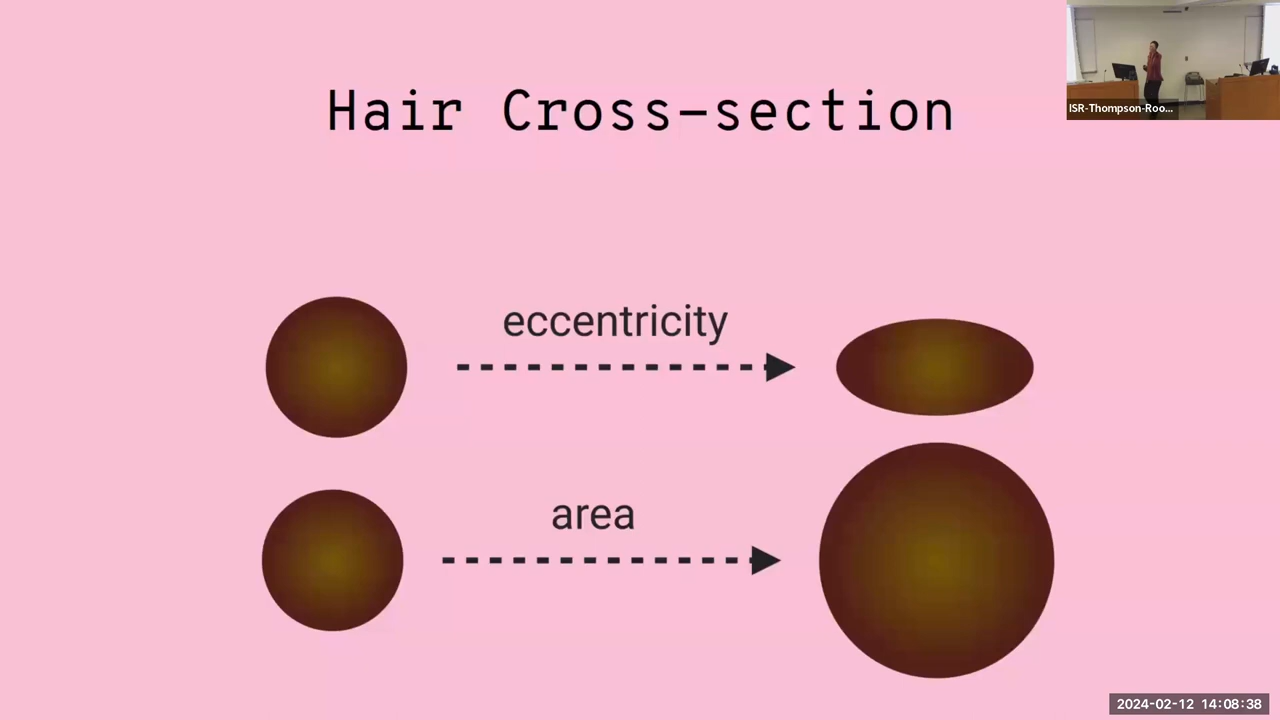 Hair Cross-section
ISR-Thompson-Roo...
eccentricity
area
2024-02-12 14:08:38